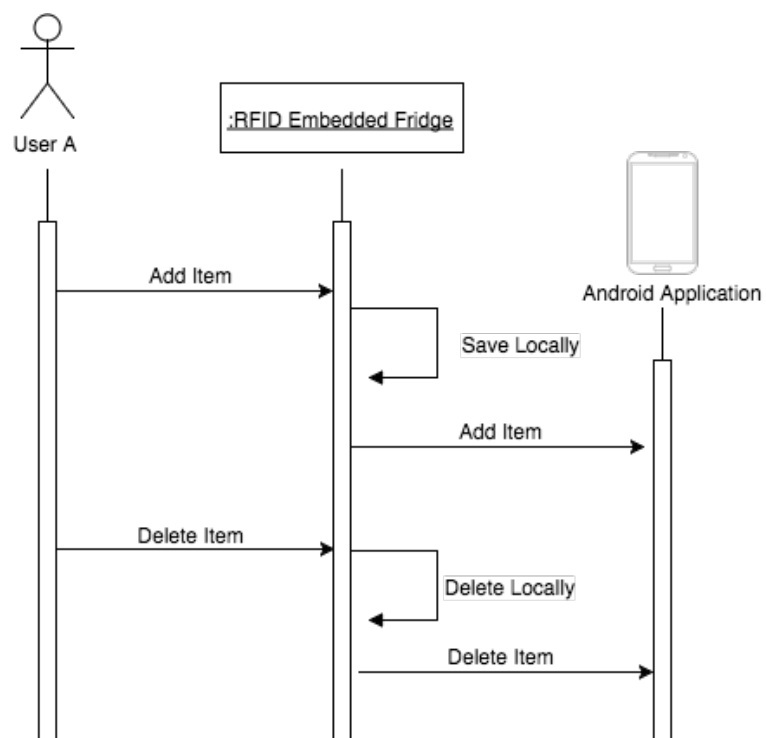 User A
:RFID Embedded Fridge
Android Application
Add Item
Save Locally
Add Item
Delete Item
Delete Locally
Delete Item